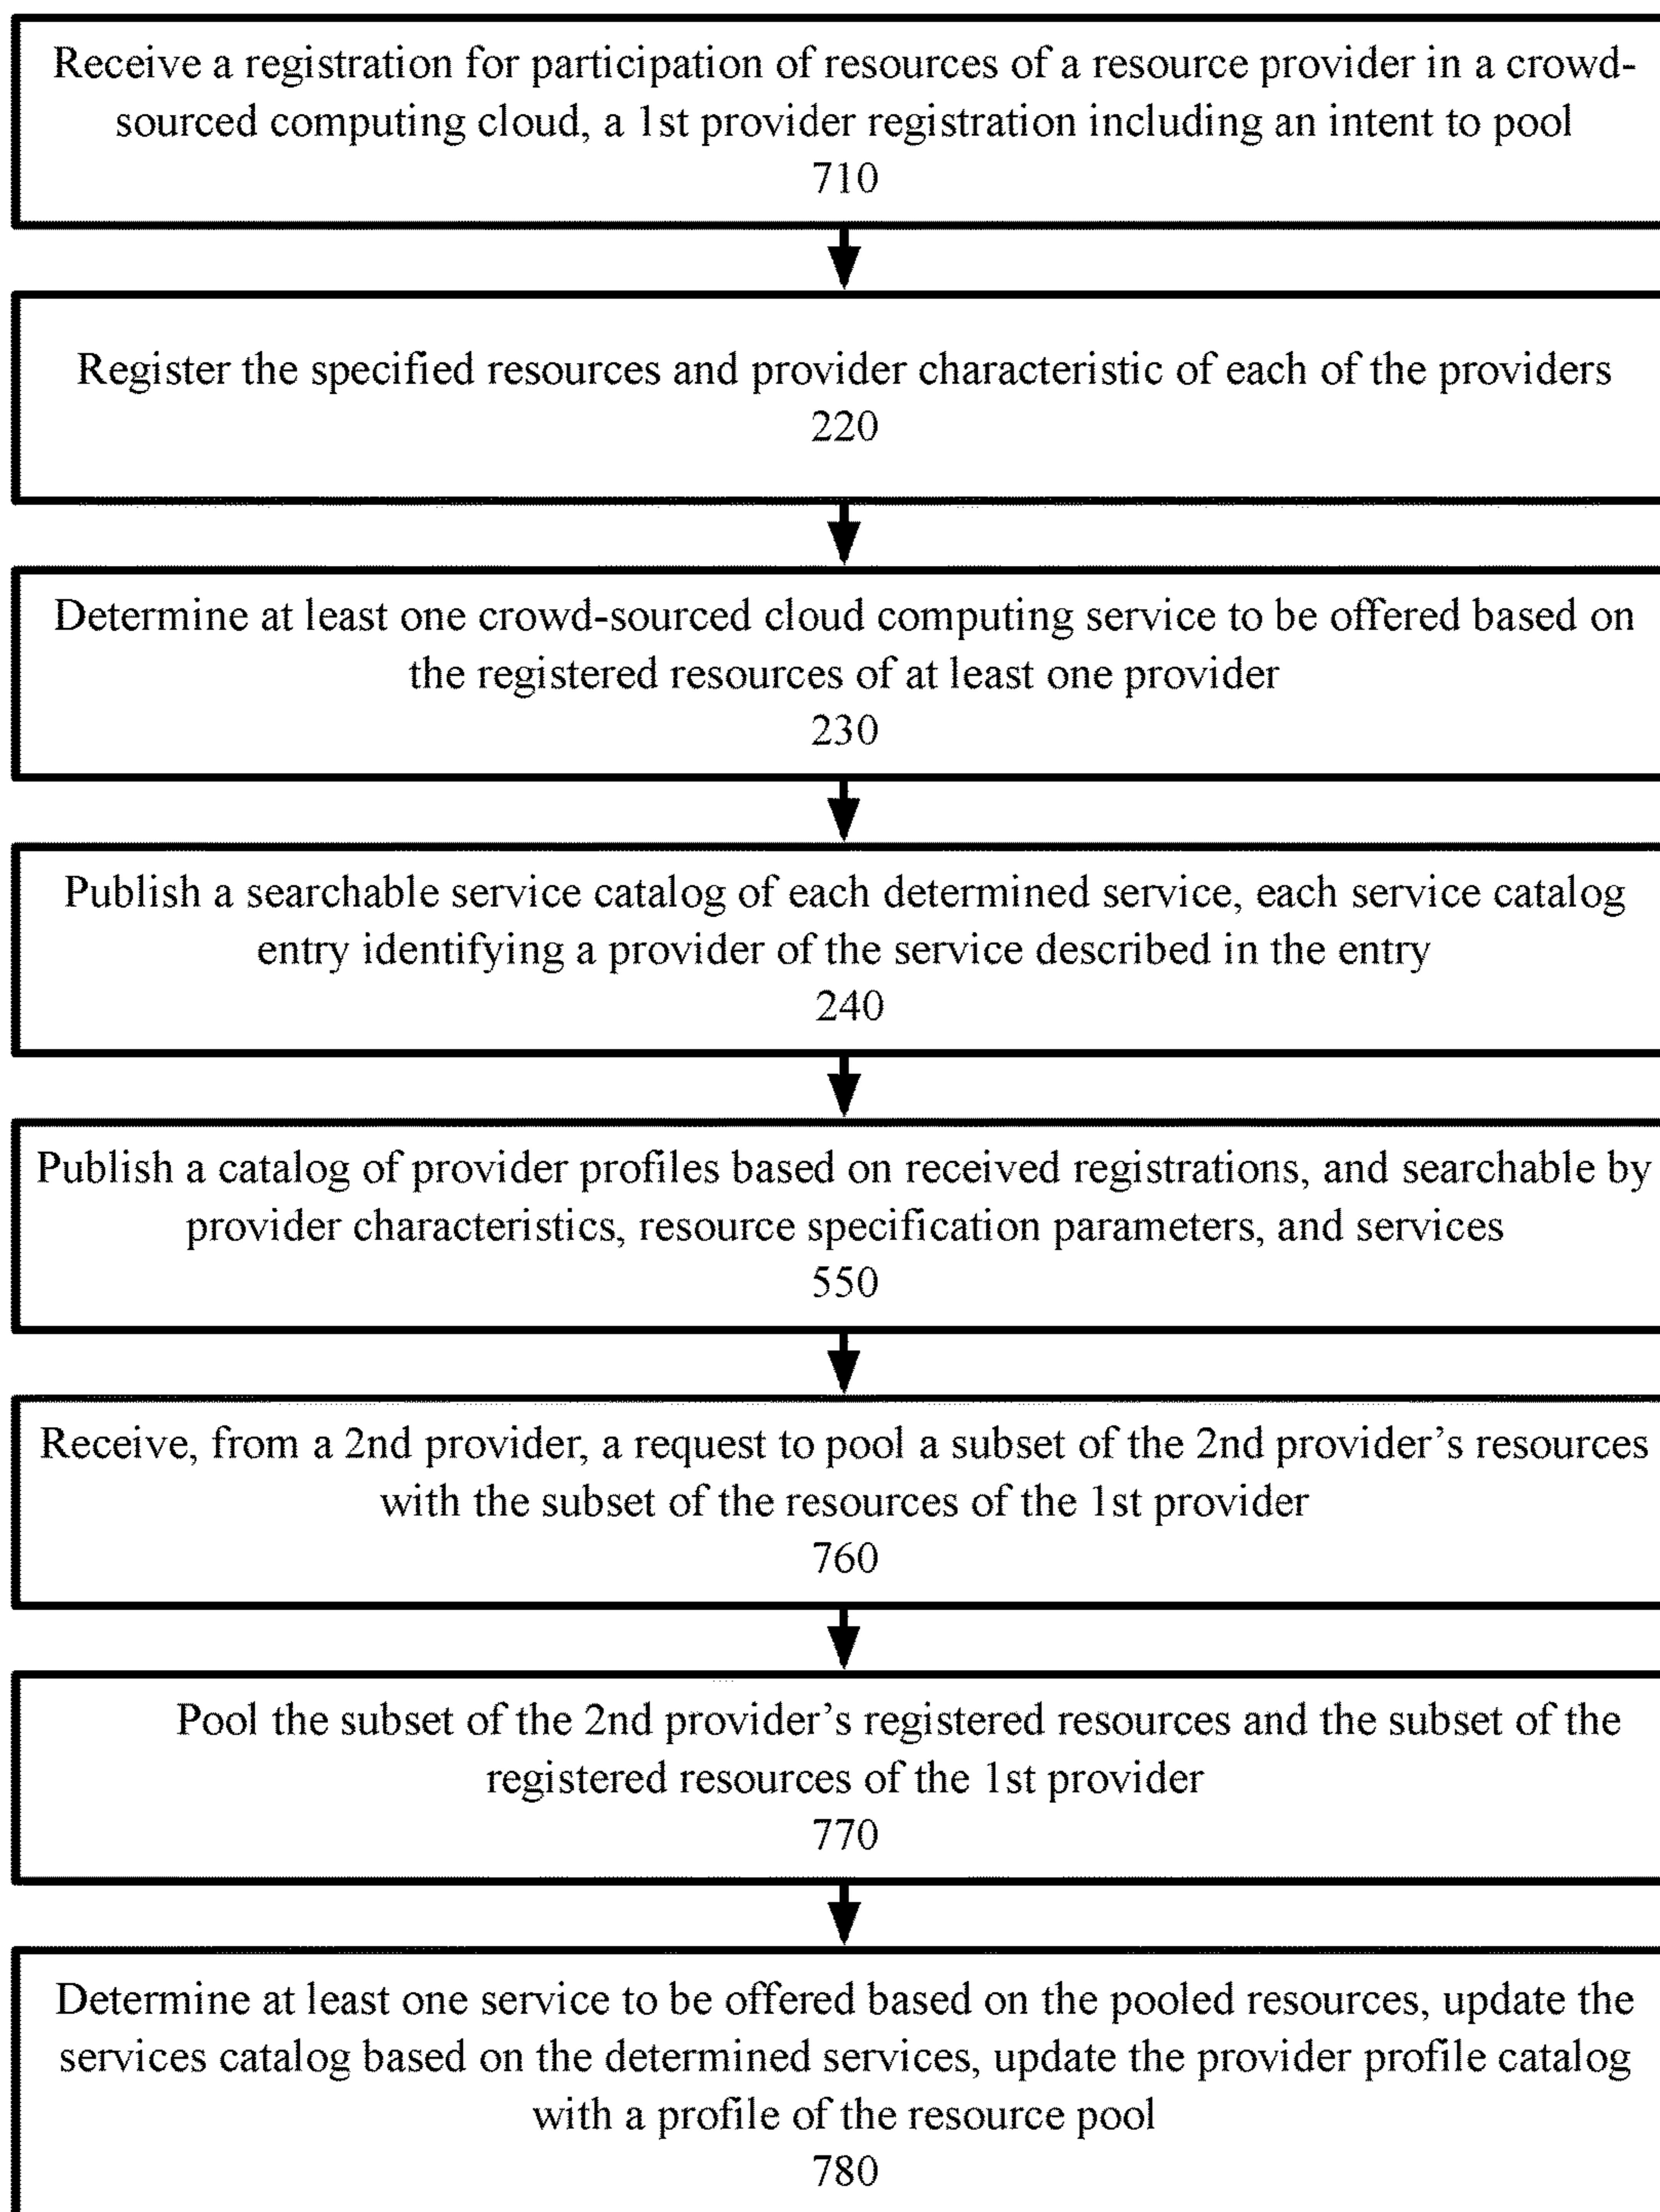 Receive a registration for participation of resources of a resource provider in a crowd-
sourced computing cloud, a 1st provider registration including an intent to pool
710
Register the specified resources and provider characteristic of each of the providers
220
Determine at least one crowd-sourced cloud computing service to be offered based on
the registered resources of at least one provider
230
Publish a searchable service catalog of each determined service, each service catalog
entry identifying a provider of the service described in the entry
240
Publish a catalog of provider profiles based on received registrations, and searchable by
provider characteristics, resource specification parameters, and services
550
Receive, from a 2nd provider, a request to pool a subset of the 2nd provider’s resources
with the subset of the resources of the 1st provider
760
Pool the subset of the 2nd provider’s registered resources and the subset of the
registered resources of the 1st provider
770
Determine at least one service to be offered based on the pooled resources, update the
services catalog based on the determined services, update the provider profile catalog
with a profile of the resource pool
780